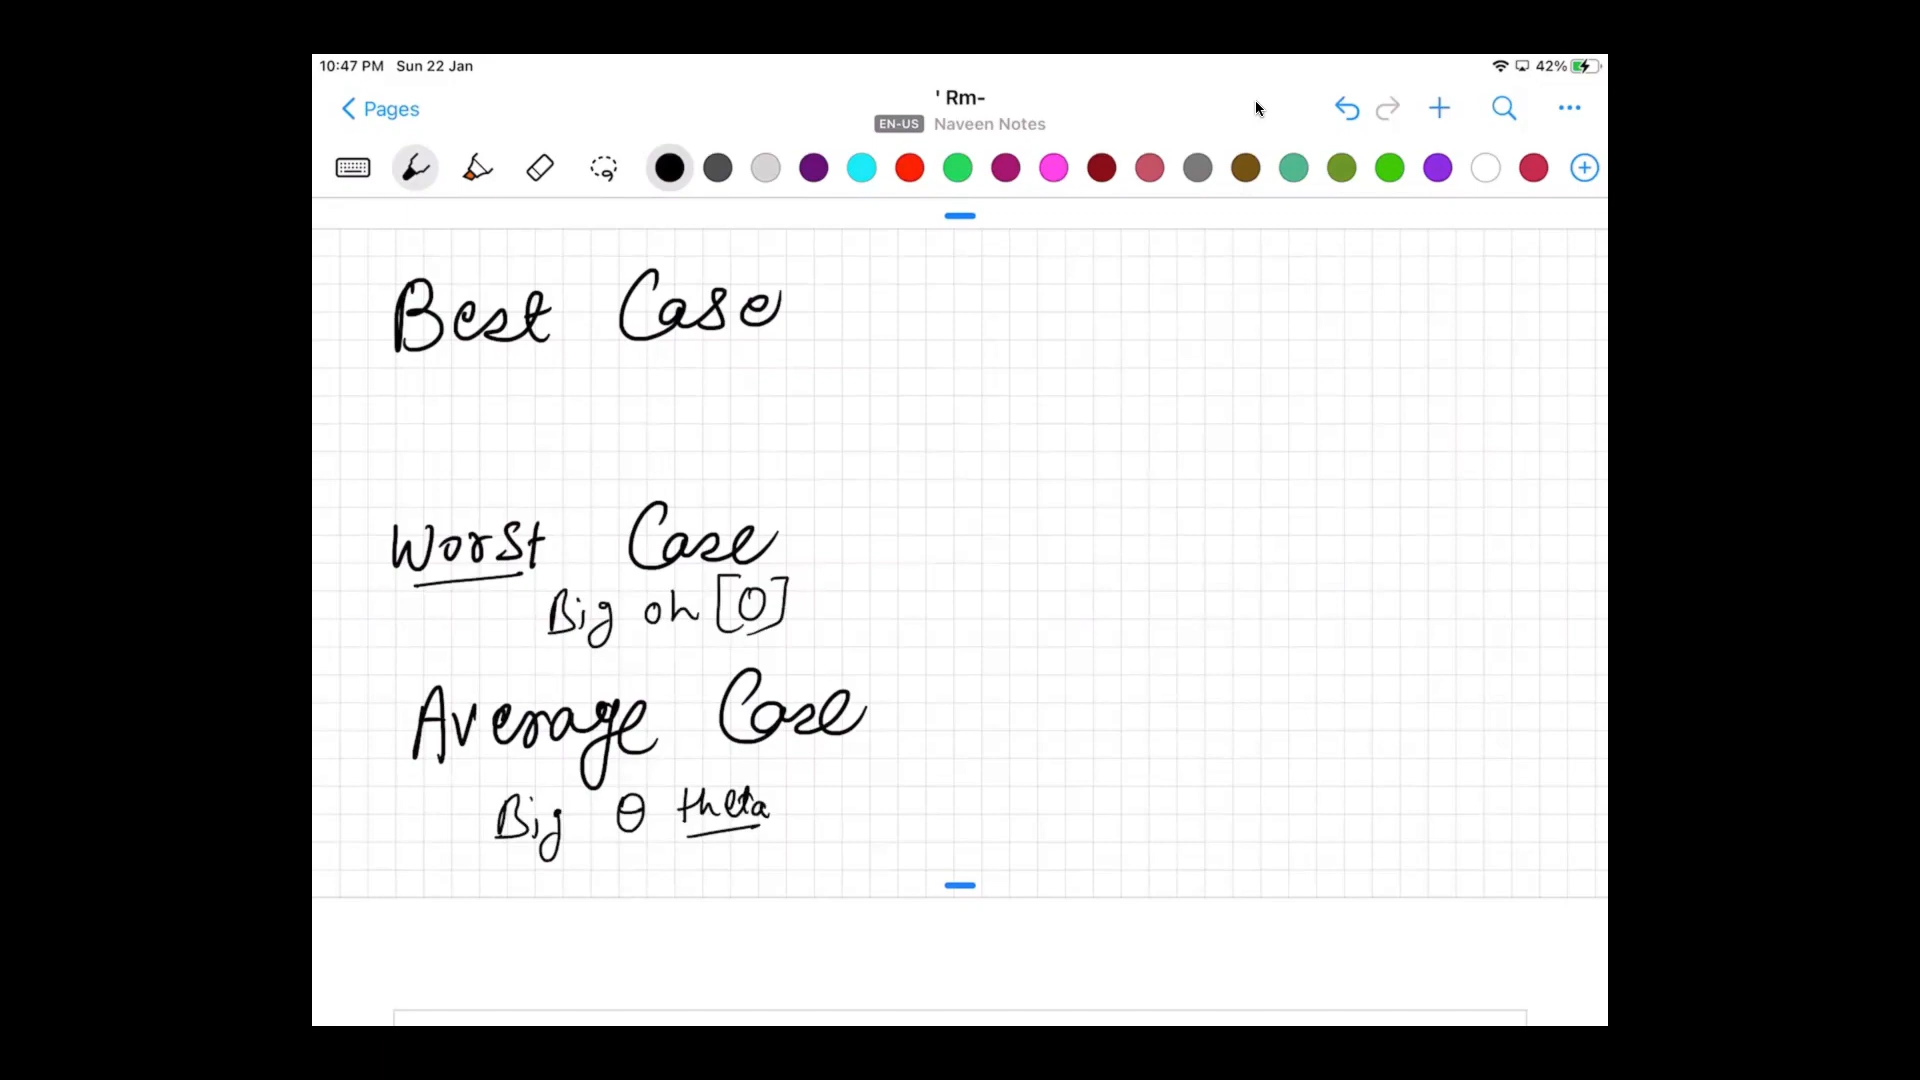 10:47 PM Sun 22 Jan
42%
Pages
' Rm-
EN-US Naveen Notes
Best Case
Worst Case
Big oh [O]
Average Case
Big θ theta